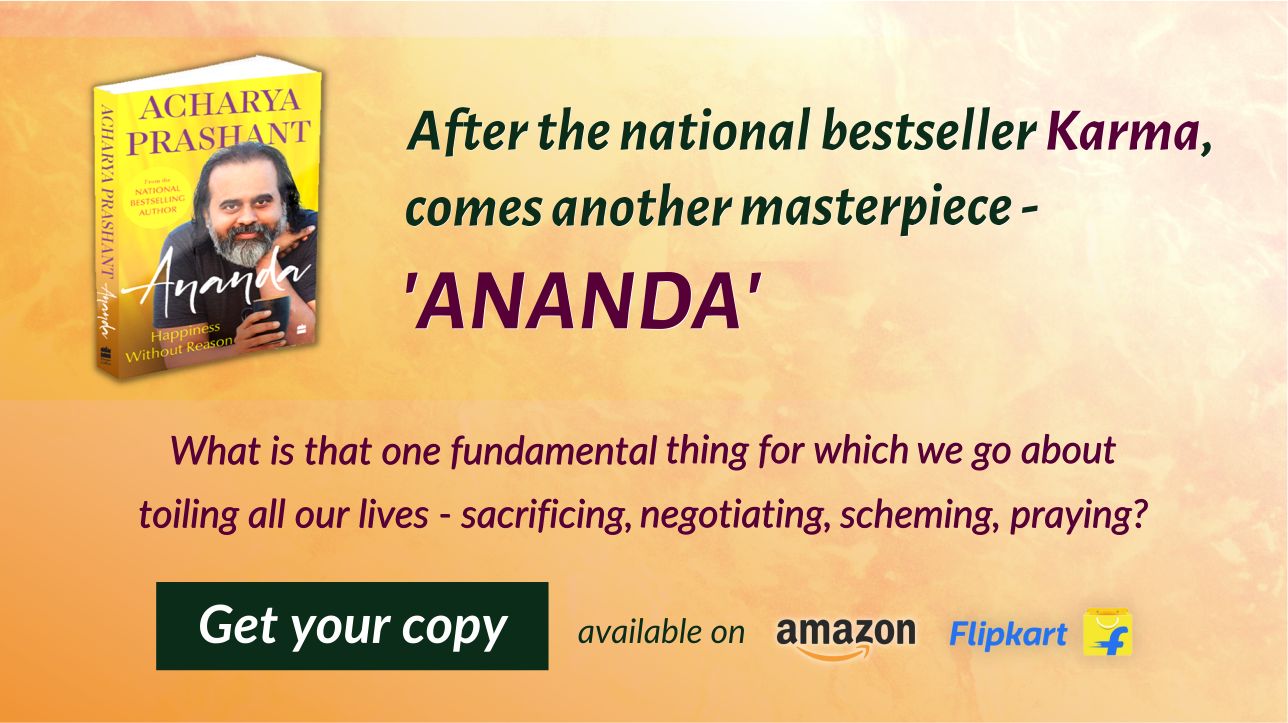 ACHARYA
PRASHANT
From the
NATIONAL
BESTSELLING
AUTHOR
Ananda
Happiness
Without Reason
ACHARYA PRASHANT Ananda
After the national bestseller Karma,
comes another masterpiece -
'ANANDA'
What is that one fundamental thing for which we go about
toiling all our lives - sacrificing, negotiating, scheming, praying?
Get your copy available on amazon Flipkart